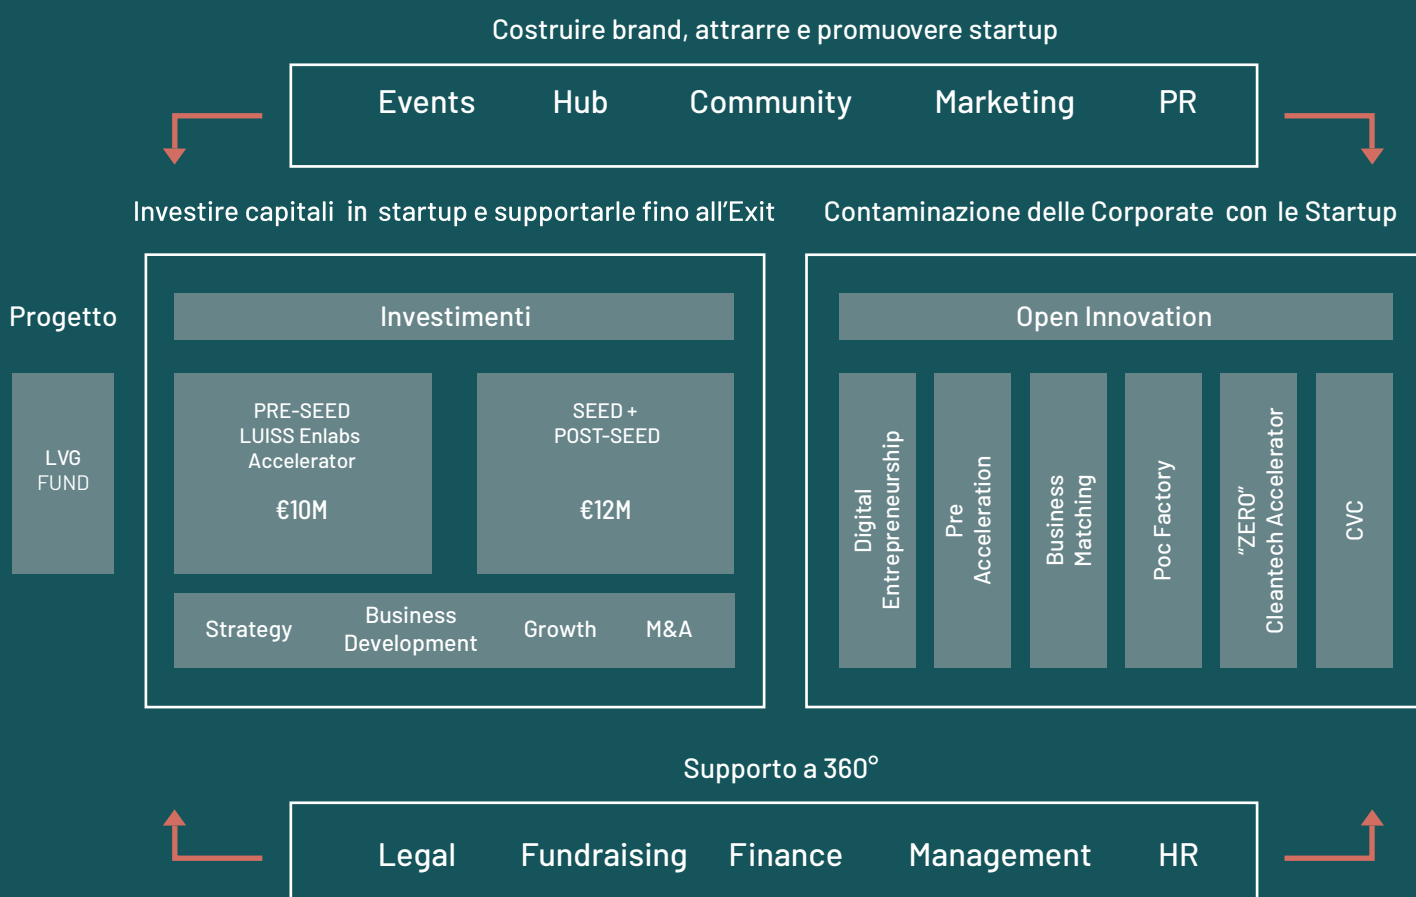 Costruire brand, attrarre e promuovere startup
Events Hub Community Marketing PR
Investire capitali in startup e supportarle fino all'Exit
Contaminazione delle Corporate con le Startup
Progetto
LVG
FUND
Investimenti
PRE-SEED
LUISS Enlabs
Accelerator
€10M
SEED +
POST-SEED
€12M
Strategy
Business
Development
Growth
M&A
Open Innovation
Digital
Entrepreneurship
Pre
Acceleration
Business
Matching
Poc Factory
"ZERO"
Cleantech Accelerator
CVC
Supporto a 360°
Legal Fundraising Finance Management HR